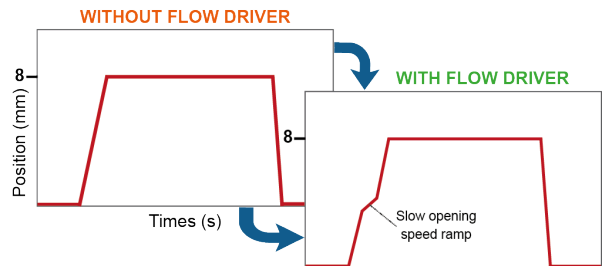 WITHOUT FLOW DRIVER
8
Position (mm)
Times (s)
WITH FLOW DRIVER
8
Slow opening
speed ramp